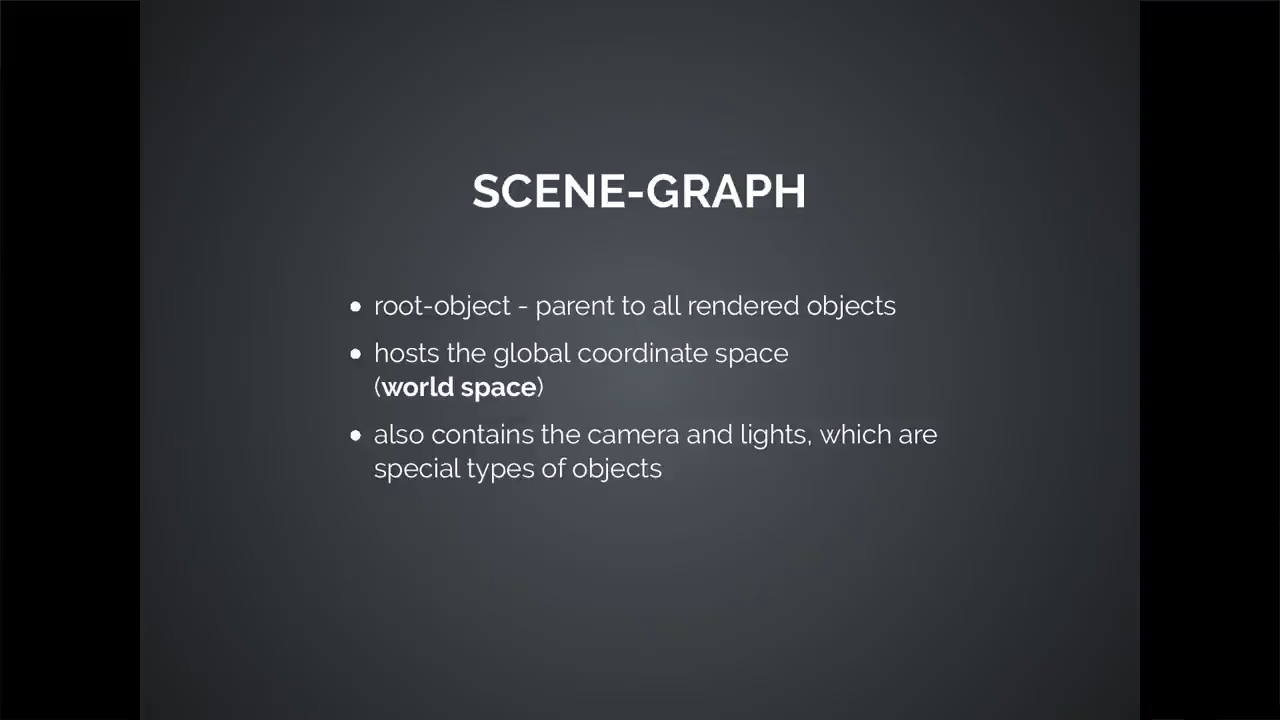 SCENE-GRAPH
• root-object - parent to all rendered objects
• hosts the global coordinate space
(world space)
• also contains the camera and lights, which are
special types of objects